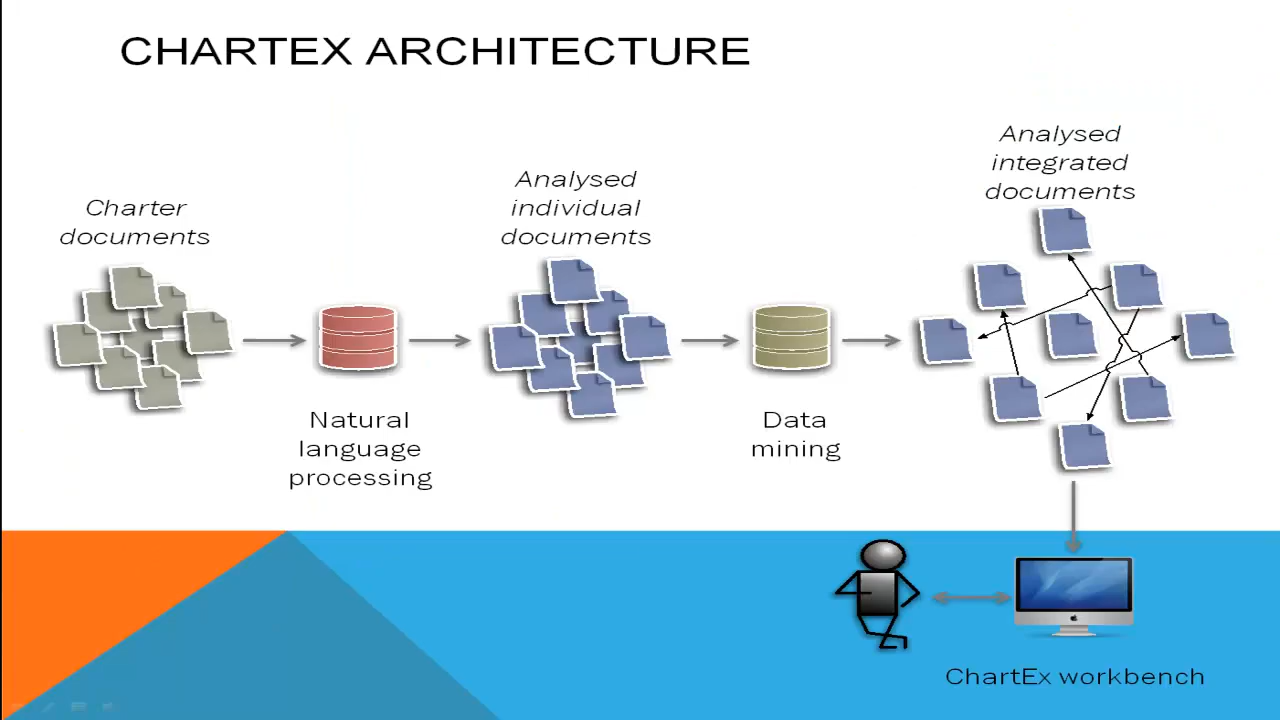 CHARTEX ARCHITECTURE
Charter
documents
Natural
language
processing
Analysed
individual
documents
Data
mining
Analysed
integrated
documents
ChartEx workbench